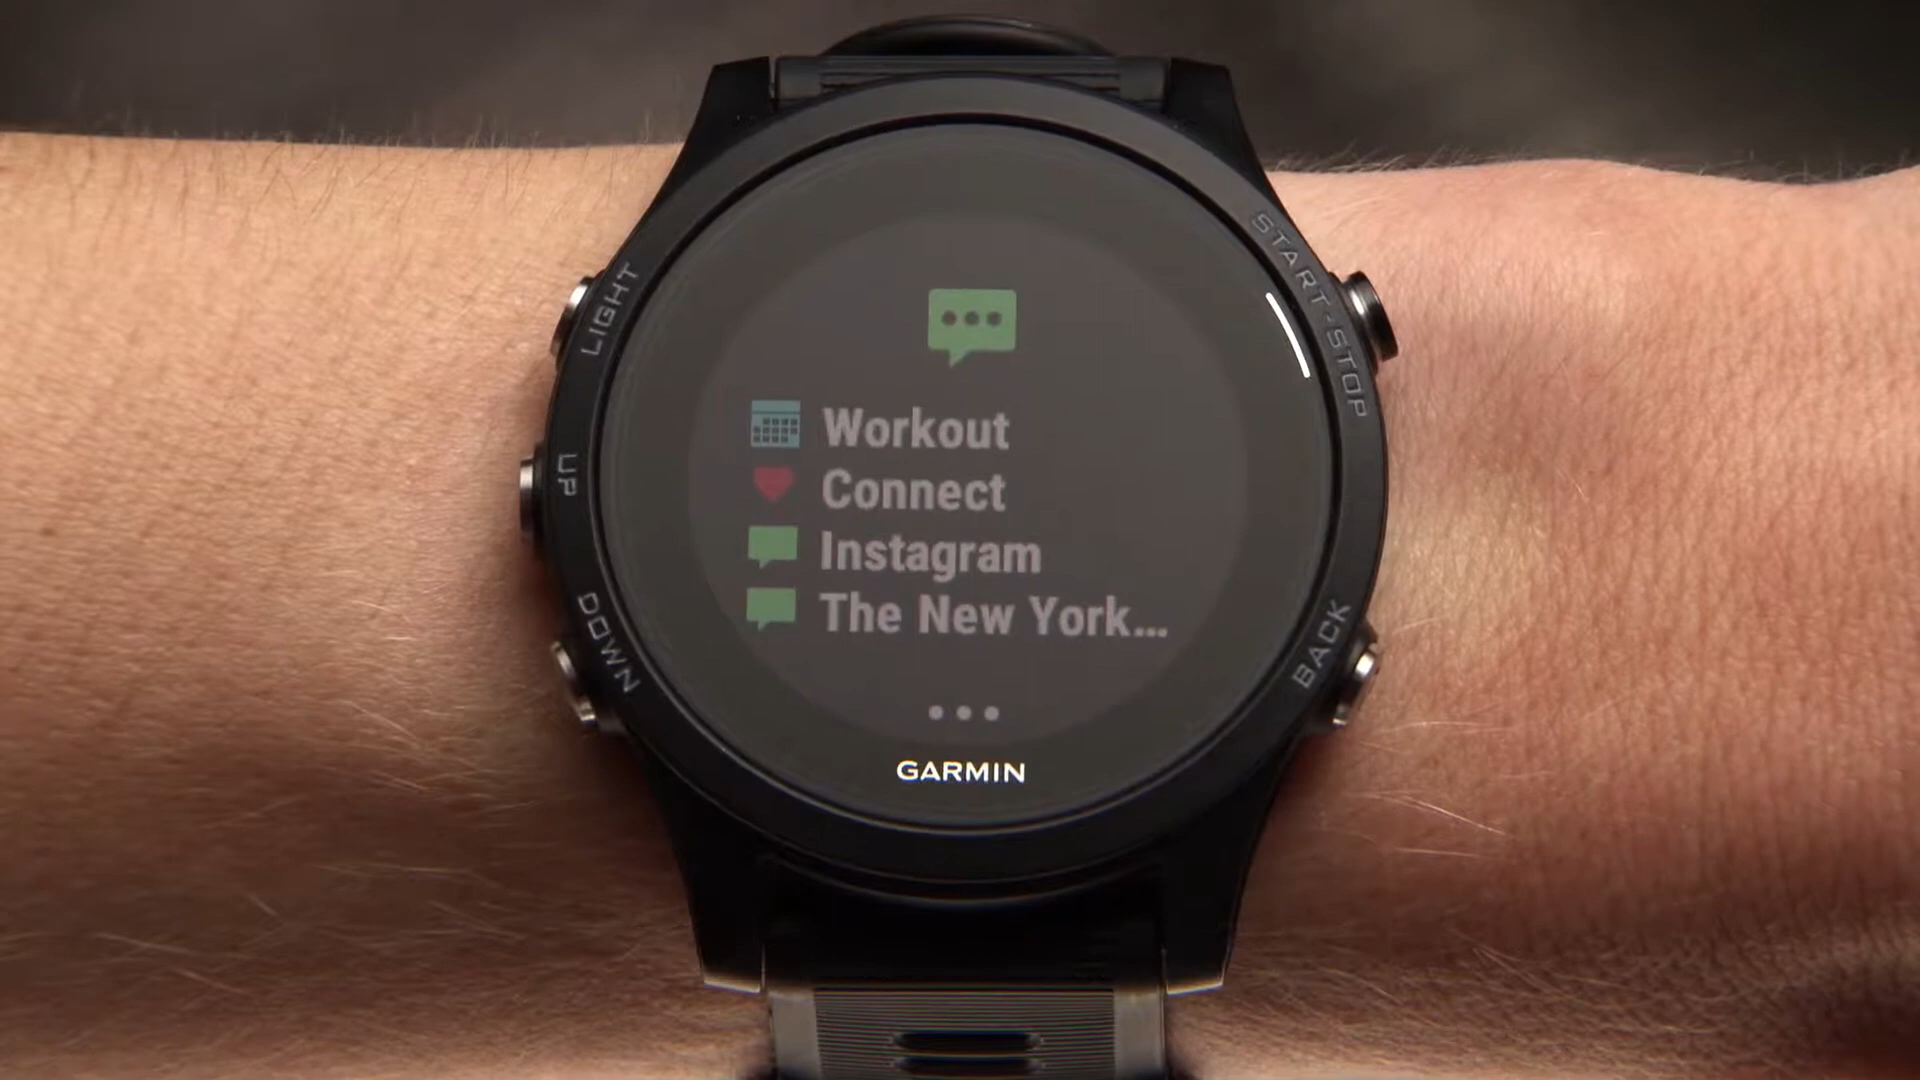 START-STOP
LIGHT
Workout
Connect
Instagram
The New York...
UP
DOWN
BACK
GARMIN